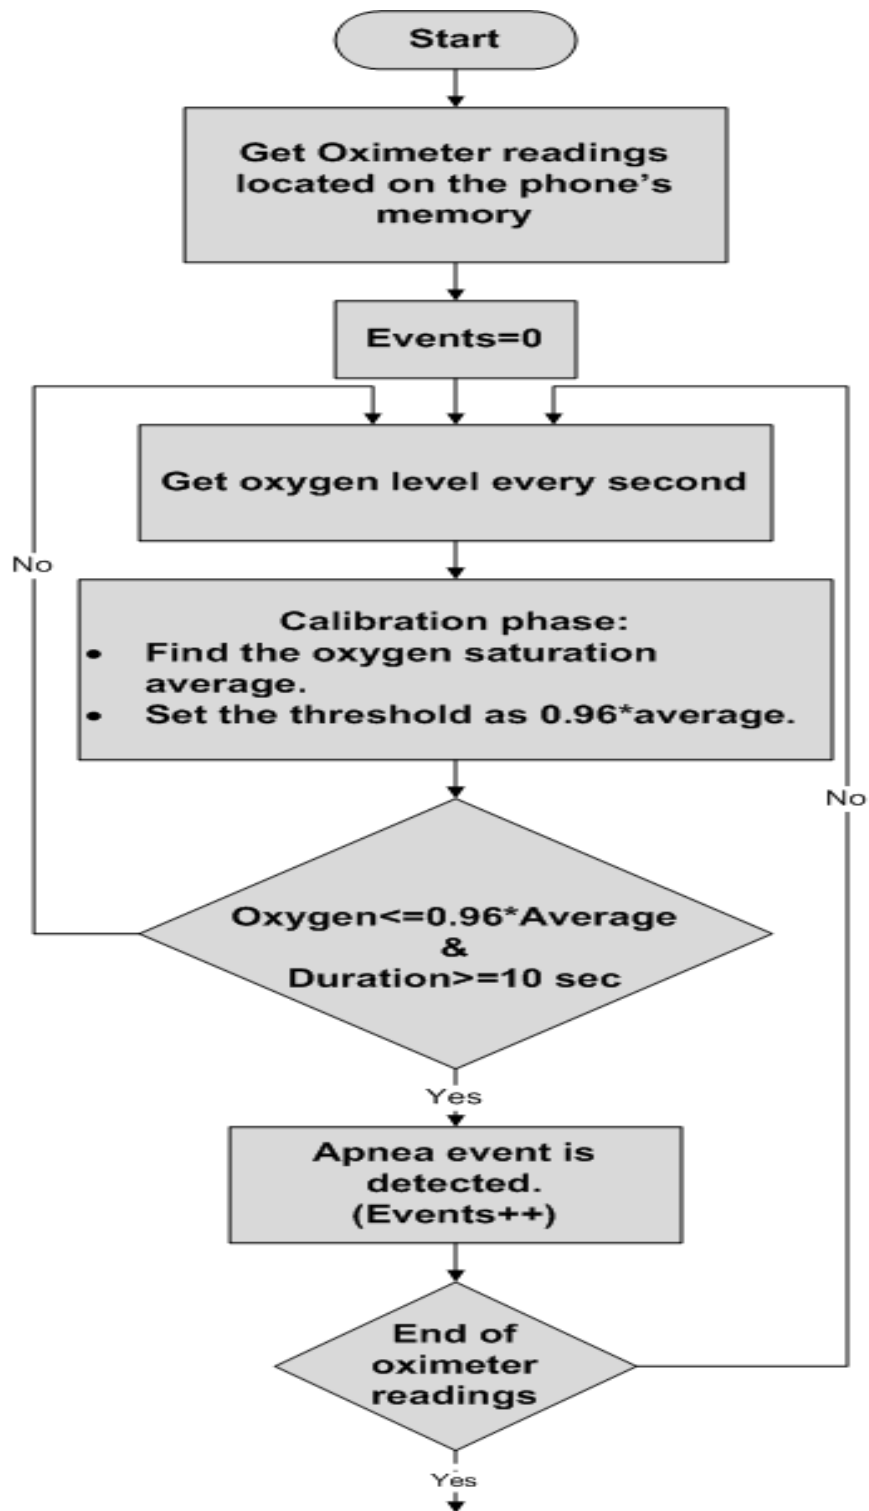 Start
Get Oximeter readings
located on the phone’s
memory
Events=0
Get oxygen level every second
No
Calibration phase:
• Find the oxygen saturation
average.
• Set the threshold as 0.96*average.
No
Oxygen<=0.96*Average
&
Duration>=10 sec
Yes
Apnea event is
detected.
(Events++)
End of
oximeter
readings
Yes